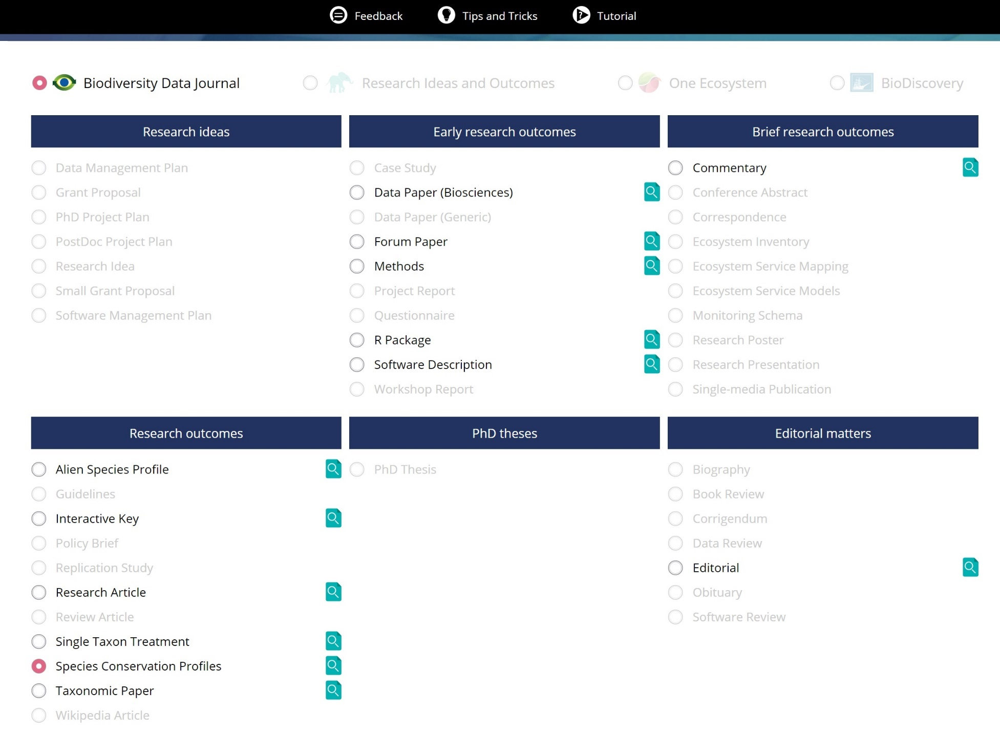 Feedback
Tips and Tricks
Tutorial
Biodiversity Data Journal
Research Ideas and Outcomes
One Ecosystem
BioDiscovery
Research ideas
Data Management Plan
Grant Proposal
PhD Project Plan
PostDoc Project Plan
Research Idea
Small Grant Proposal
Software Management Plan
Early research outcomes
Case Study
Data Paper (Biosciences)
Data Paper (Generic)
Forum Paper
Methods
Project Report
Questionnaire
R Package
Software Description
Workshop Report
Brief research outcomes
Commentary
Conference Abstract
Correspondence
Ecosystem Inventory
Ecosystem Service Mapping
Ecosystem Service Models
Monitoring Schema
Research Poster
Research Presentation
Single-media Publication
Research outcomes
Alien Species Profile
Guidelines
Interactive Key
Policy Brief
Replication Study
Research Article
Review Article
Single Taxon Treatment
Species Conservation Profiles
Taxonomic Paper
Wikipedia Article
PhD theses
PhD Thesis
Editorial matters
Biography
Book Review
Corrigendum
Data Review
Editorial
Obituary
Software Review